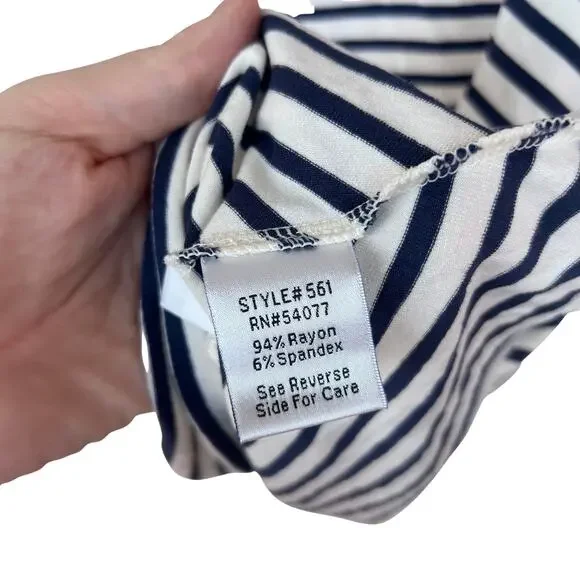 STYLE# 561
RN#54077
94% Rayon
6% Spandex
See Reverse
Side For Care